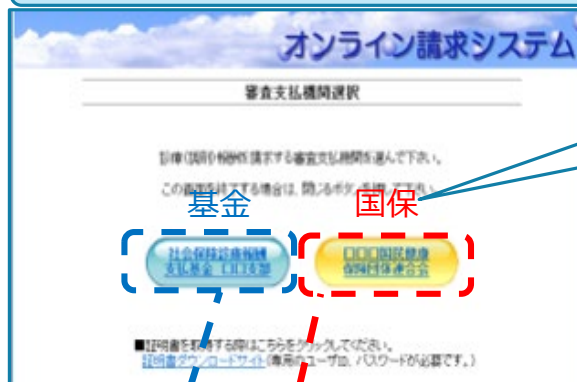 オンライン請求システム
審査支払機関選択
診療(調剤)報酬を請求する審査支払機関を選んで下さい。
この画面を終了する場合は、閉じるボタンを押して下さい。
基金
国保
社会保険診療報酬
支払基金 □□支部
□□□国民健康
保険団体連合会
■証明書を取得する際はこちらをクリックしてください。
証明書ダウンロードサイト(専用のユーザID、パスワードが必要です。)